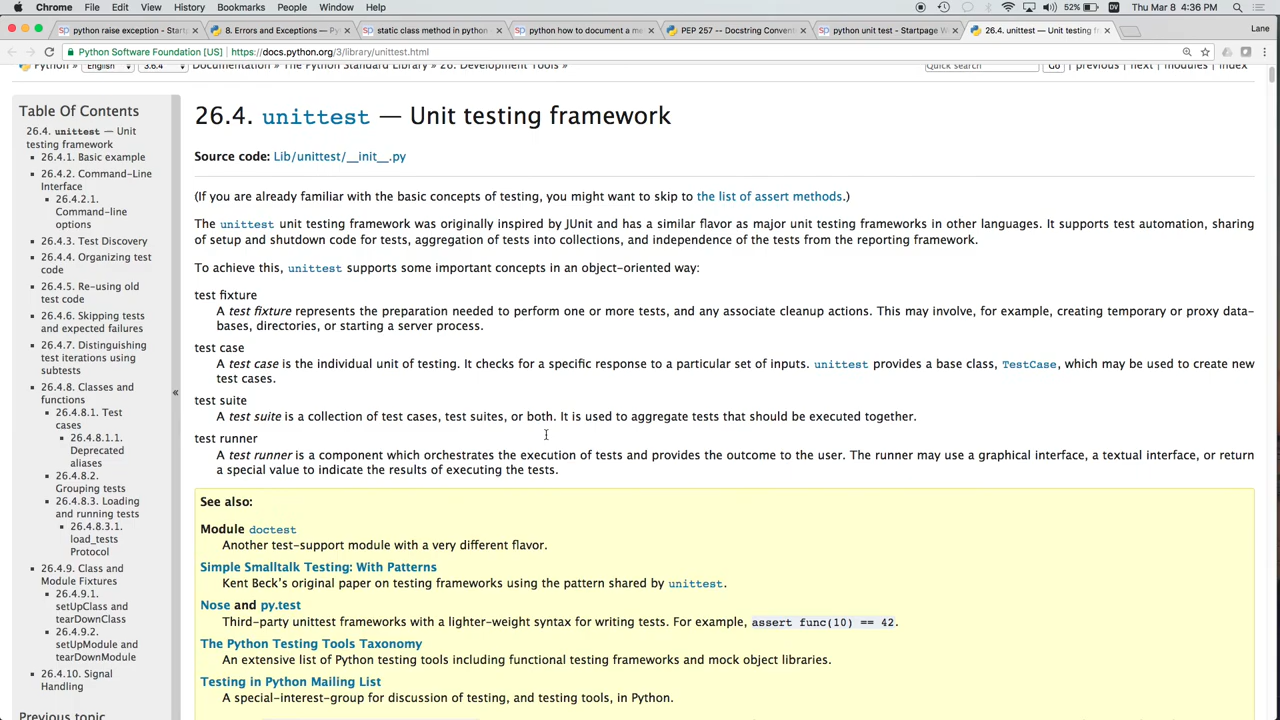 Chrome File Edit View History Bookmarks People Window Help 52% Thu Mar 8 4:36 PM
python raise exception - Starta
8. Errors and Exceptions — Py
static class method in python
python how to document a me
PEP 257 -- Docstring Convent
python unit test - Startpage W
26.4. unittest — Unit testing f
Lane
Python Software Foundation [US] | https://docs.python.org/3/library/unittest.html
Python » English 3.6.4 Documentation » The Python Standard Library » 26. Development Tools » Quick search Go | previous | next | modules | index
Table Of Contents
26.4. unittest — Unit
testing framework
26.4.1. Basic example
26.4.2. Command-Line
Interface
26.4.2.1.
Command-line
options
26.4.3. Test Discovery
26.4.4. Organizing test
code
26.4.5. Re-using old
test code
26.4.6. Skipping tests
and expected failures
26.4.7. Distinguishing
test iterations using
subtests
26.4.8. Classes and
functions
26.4.8.1. Test
cases
26.4.8.1.1.
Deprecated
aliases
26.4.8.2.
Grouping tests
26.4.8.3. Loading
and running tests
26.4.8.3.1.
load_tests
Protocol
26.4.9. Class and
Module Fixtures
26.4.9.1.
setUpClass and
tearDownClass
26.4.9.2.
setUpModule and
tearDownModule
26.4.10. Signal
Handling
Previous topic
«
26.4. unittest — Unit testing framework
Source code: Lib/unittest/__init__.py
(If you are already familiar with the basic concepts of testing, you might want to skip to the list of assert methods.)
The unittest unit testing framework was originally inspired by JUnit and has a similar flavor as major unit testing frameworks in other languages. It supports test automation, sharing
of setup and shutdown code for tests, aggregation of tests into collections, and independence of the tests from the reporting framework.
To achieve this, unittest supports some important concepts in an object-oriented way:
test fixture
A test fixture represents the preparation needed to perform one or more tests, and any associate cleanup actions. This may involve, for example, creating temporary or proxy data-
bases, directories, or starting a server process.
test case
A test case is the individual unit of testing. It checks for a specific response to a particular set of inputs. unittest provides a base class, TestCase, which may be used to create new
test cases.
test suite
A test suite is a collection of test cases, test suites, or both. It is used to aggregate tests that should be executed together.
test runner
A test runner is a component which orchestrates the execution of tests and provides the outcome to the user. The runner may use a graphical interface, a textual interface, or return
a special value to indicate the results of executing the tests.
See also:
Module doctest
Another test-support module with a very different flavor.
Simple Smalltalk Testing: With Patterns
Kent Beck's original paper on testing frameworks using the pattern shared by unittest.
Nose and py.test
Third-party unittest frameworks with a lighter-weight syntax for writing tests. For example, assert func(10) == 42.
The Python Testing Tools Taxonomy
An extensive list of Python testing tools including functional testing frameworks and mock object libraries.
Testing in Python Mailing List
A special-interest-group for discussion of testing, and testing tools, in Python.